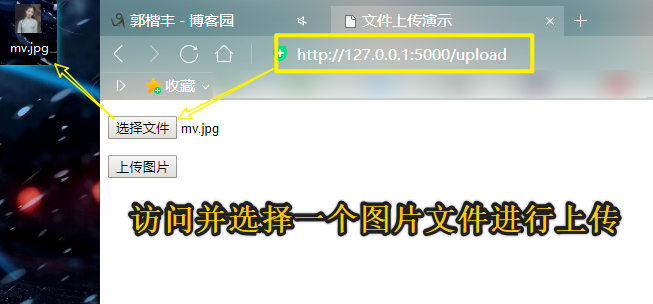 mv.jpg
郭楷丰 - 博客园
文件上传演示
http://127.0.0.1:5000/upload
收藏
选择文件 mv.jpg
上传图片
访问并选择一个图片文件进行上传